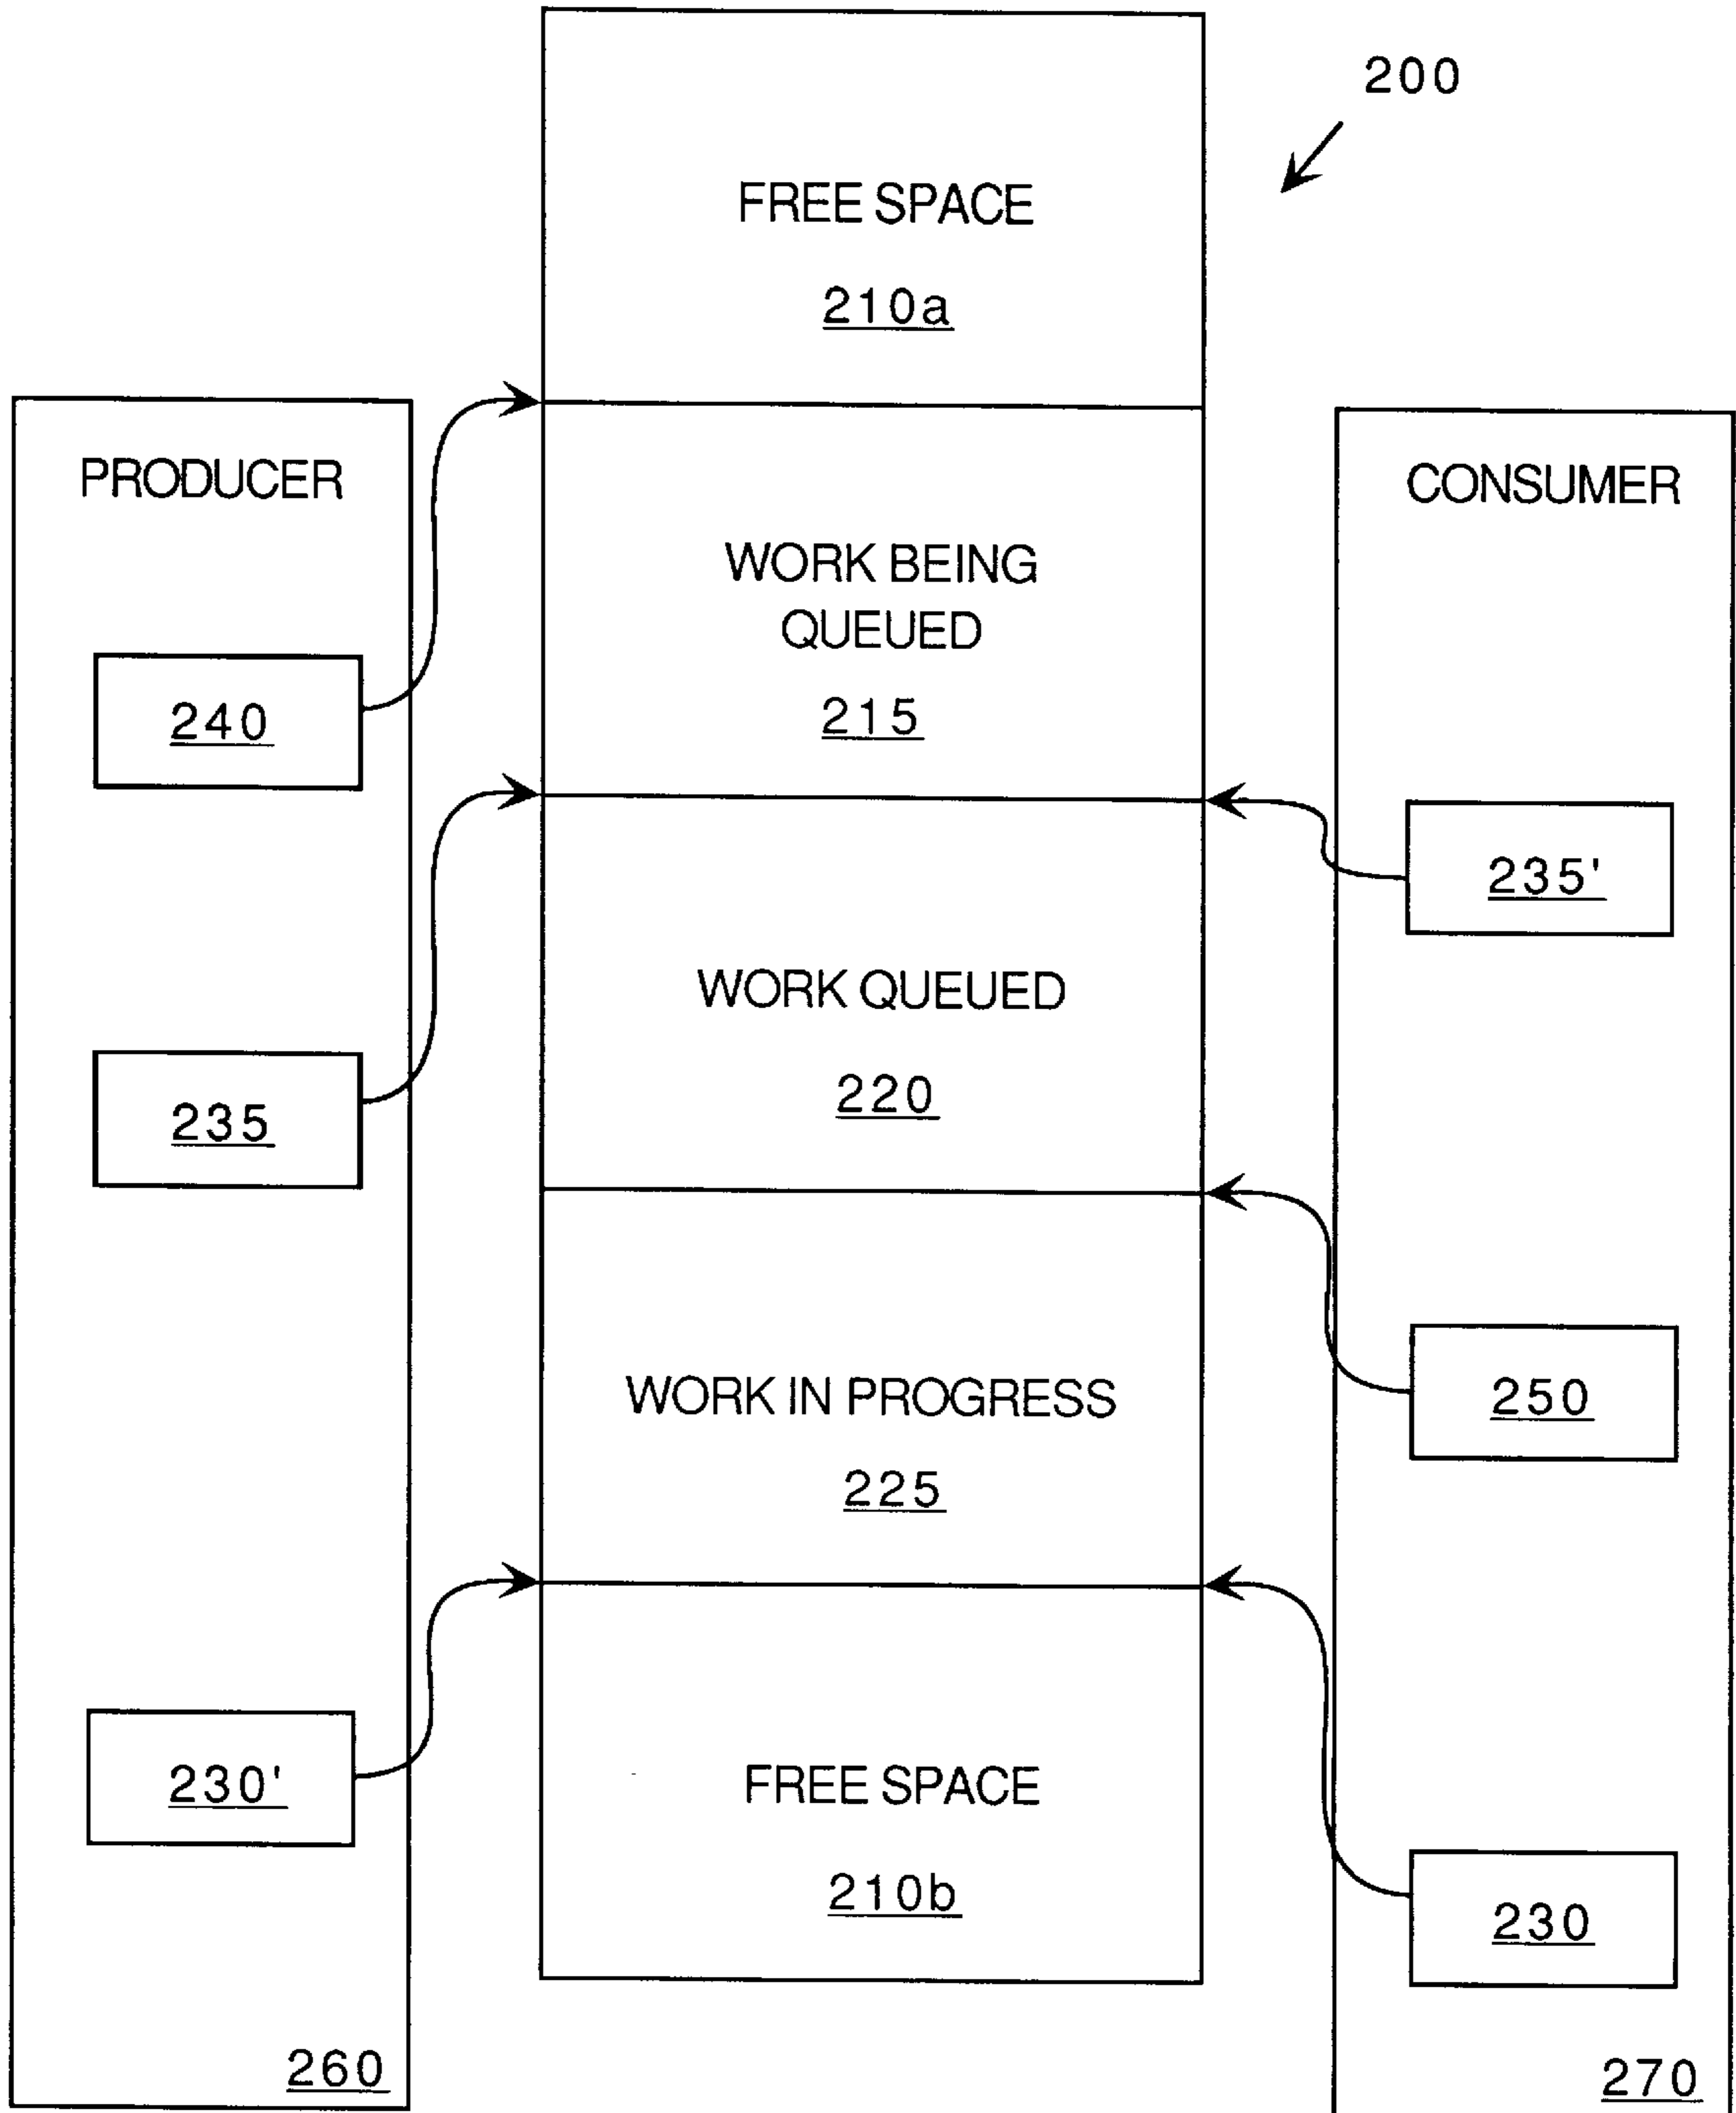 200
FREE SPACE
210a
PRODUCER
CONSUMER
WORK BEING
QUEUED
240
215
235'
WORK QUEUED
235
220
250
WORK IN PROGRESS
225
230'
FREE SPACE
210b
230
260
270